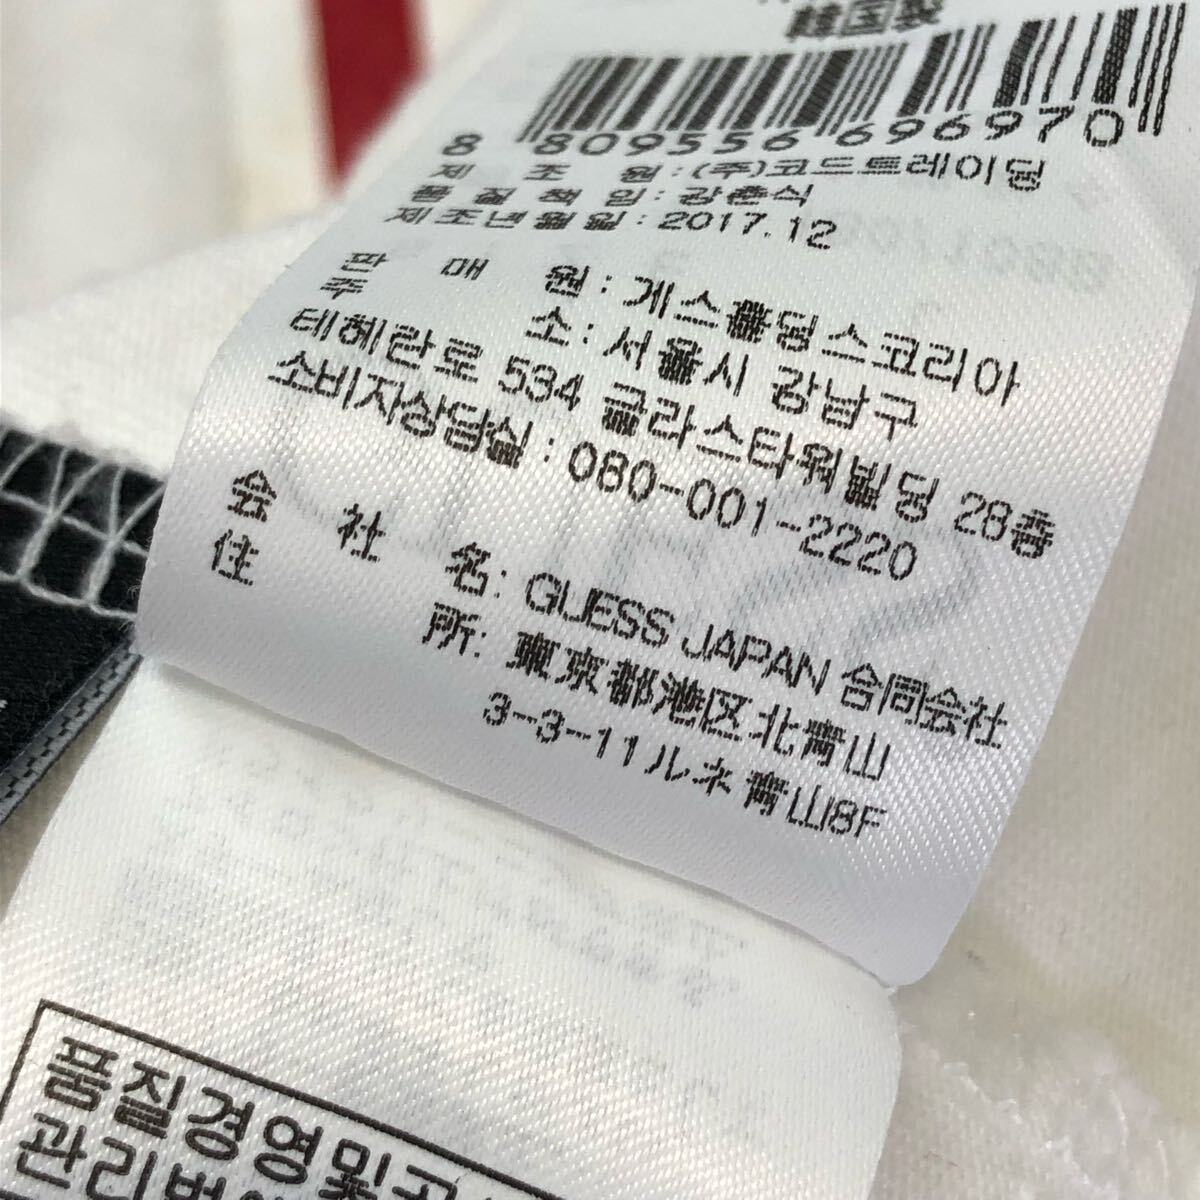 韓国製
8 809556 696970
제 조 원 : (주)코드트레이딩
품 질 책 임 : 강춘식
제조년월일 : 2017.12
판 매 원 : 게스홀딩스코리아
주 소 : 서울시 강남구
테헤란로 534 글라스타워빌딩 28층
소비자상담실 : 080-001-2220
会 社 名 : GUESS JAPAN 合同会社
住 所 : 東京都港区北青山
3-3-11ルネ青山8F
품질경영및공
관리법